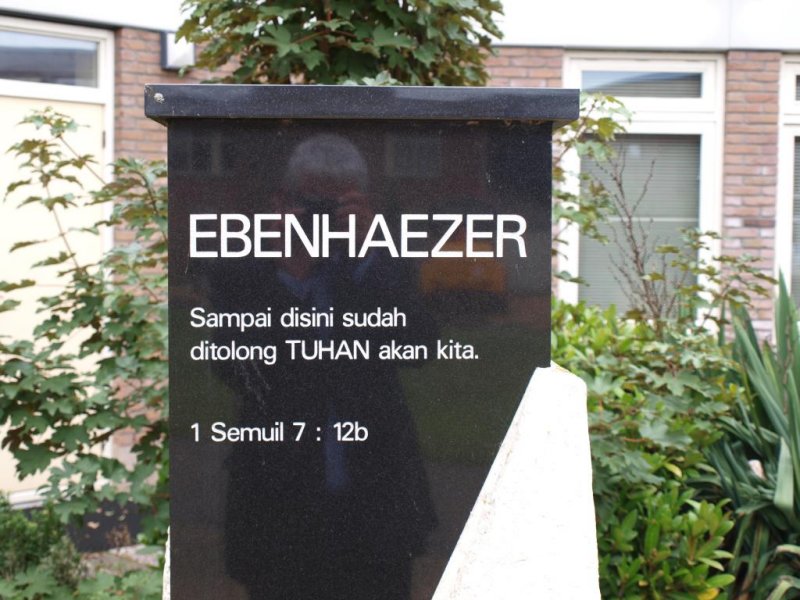 EBENHAEZER
Sampai disini sudah
ditolong TUHAN akan kita.
1 Semuil 7 : 12b